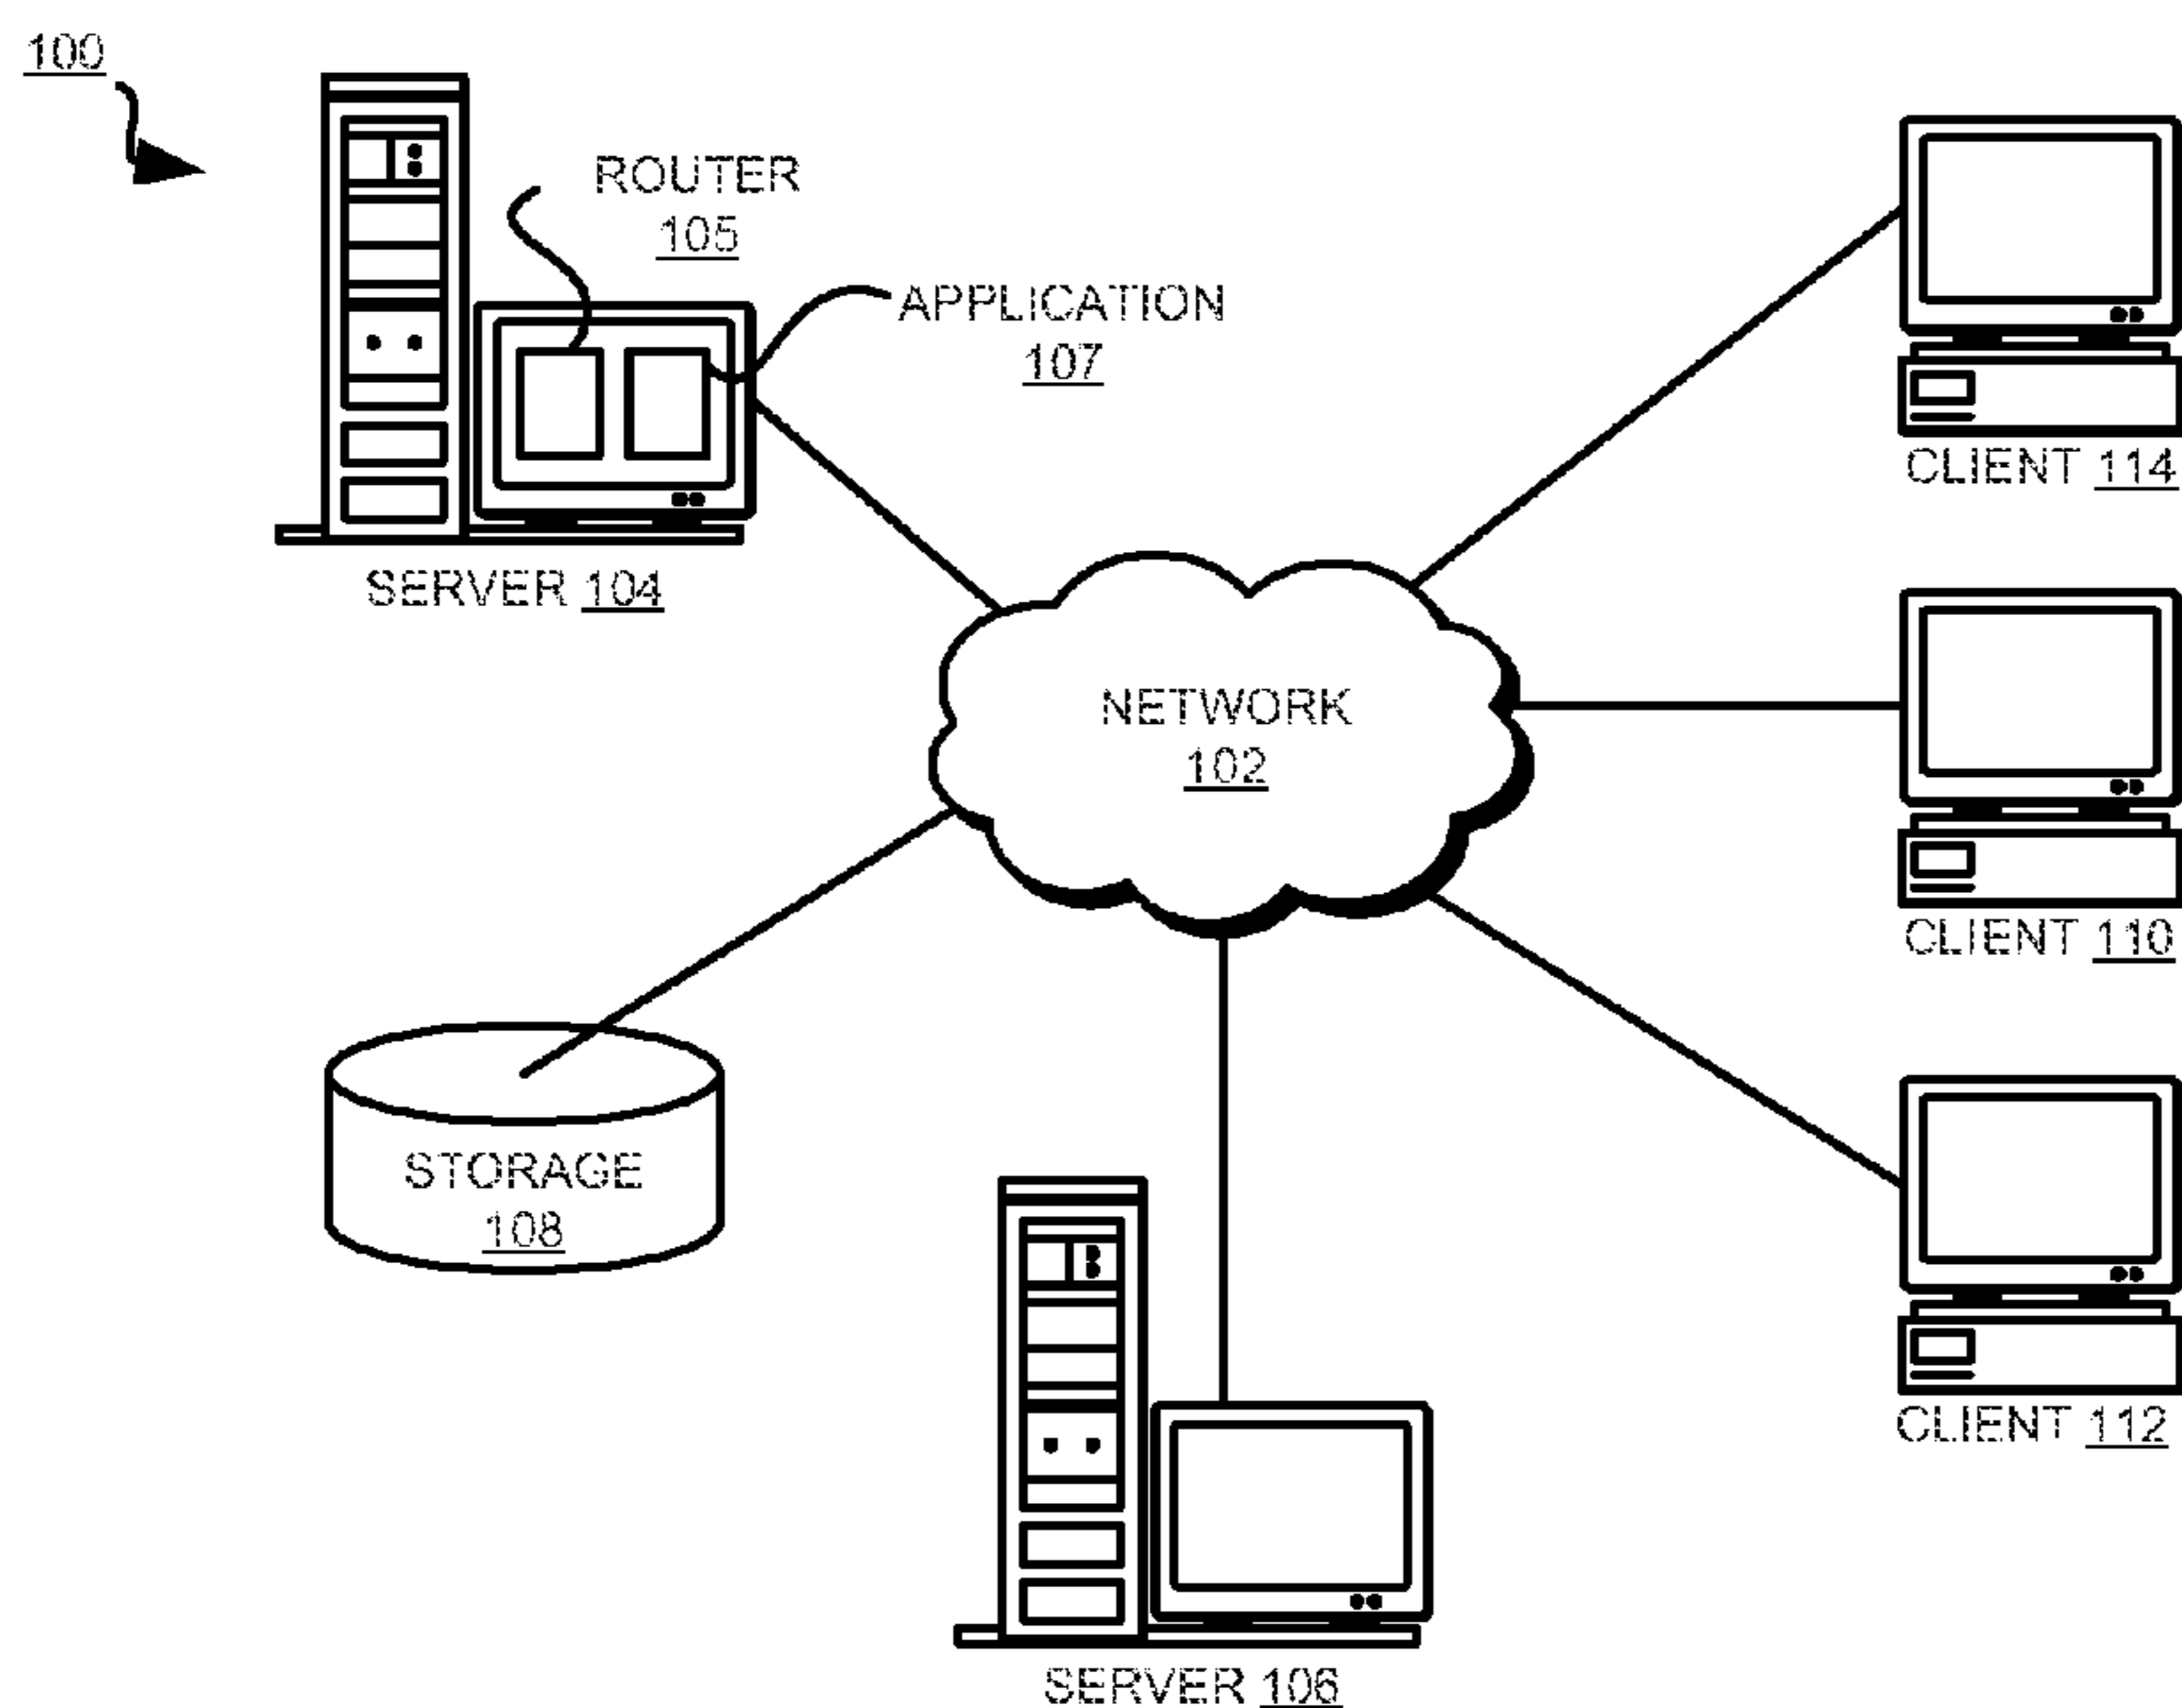 100
ROUTER
105
APPLICATION
107
SERVER 104
CLIENT 114
NETWORK
102
CLIENT 110
STORAGE
108
CLIENT 112
SERVER 106